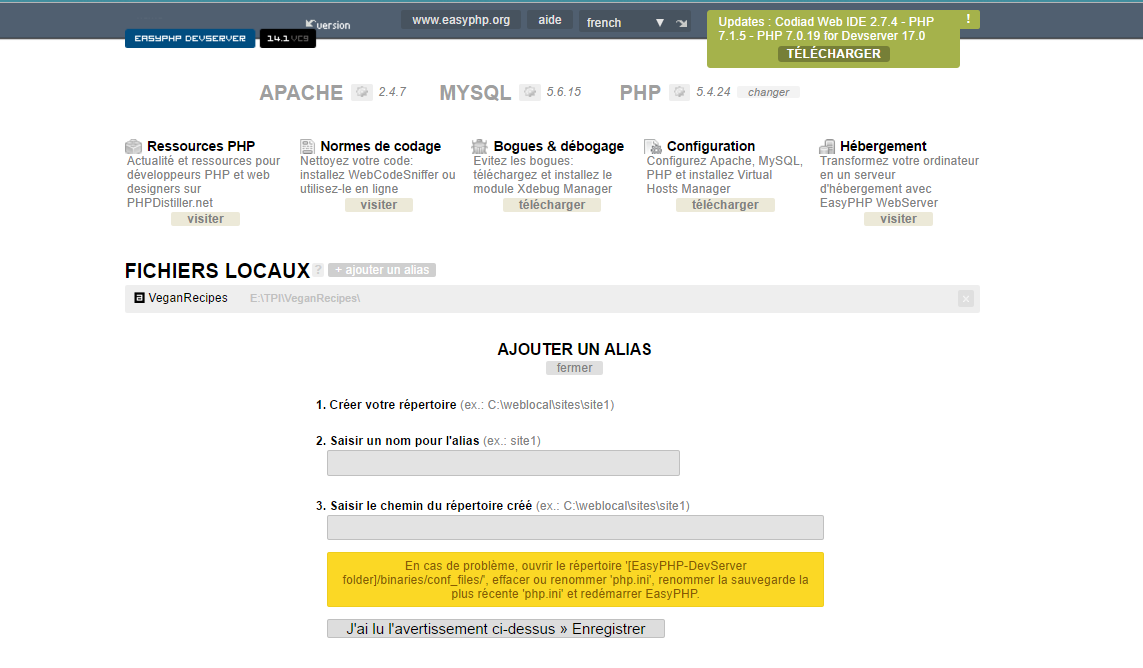 version
www.easyphp.org
aide
french
Updates : Codiad Web IDE 2.7.4 - PHP
7.1.5 - PHP 7.0.19 for Devserver 17.0
TÉLÉCHARGER
!
EASYPHP DEVSERVER
14.1 VC9
APACHE 2.4.7
MYSQL 5.6.15
PHP 5.4.24 changer
Ressources PHP
Actualité et ressources pour
développeurs PHP et web
designers sur
PHPDistiller.net
visiter
Normes de codage
Nettoyez votre code:
installez WebCodeSniffer ou
utilisez-le en ligne
visiter
Bogues & débogage
Evitez les bogues:
téléchargez et installez le
module Xdebug Manager
télécharger
Configuration
Configurez Apache, MySQL,
PHP et installez Virtual
Hosts Manager
télécharger
Hébergement
Transformez votre ordinateur
en un serveur
d'hébergement avec
EasyPHP WebServer
visiter
FICHIERS LOCAUX ? + ajouter un alias
a VeganRecipes E:\TPI\VeganRecipes\ x
AJOUTER UN ALIAS
fermer
1. Créer votre répertoire (ex.: C:\weblocal\sites\site1)
2. Saisir un nom pour l'alias (ex.: site1)
3. Saisir le chemin du répertoire créé (ex.: C:\weblocal\sites\site1)
En cas de problème, ouvrir le répertoire '[EasyPHP-DevServer
folder]/binaries/conf_files/', effacer ou renommer 'php.ini', renommer la sauvegarde la
plus récente 'php.ini' et redémarrer EasyPHP.
J'ai lu l'avertissement ci-dessus » Enregistrer